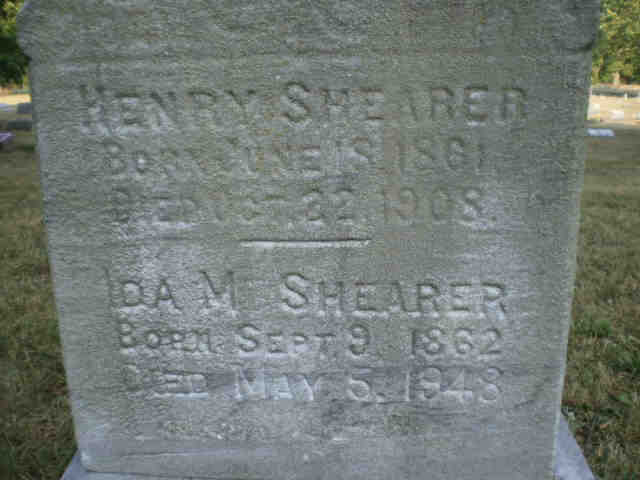 Henry Shearer
Born June 18, 1861
Died Oct. 22, 1908.
Ida M. Shearer
Born Sept. 9 1862
Died May 5, 1948